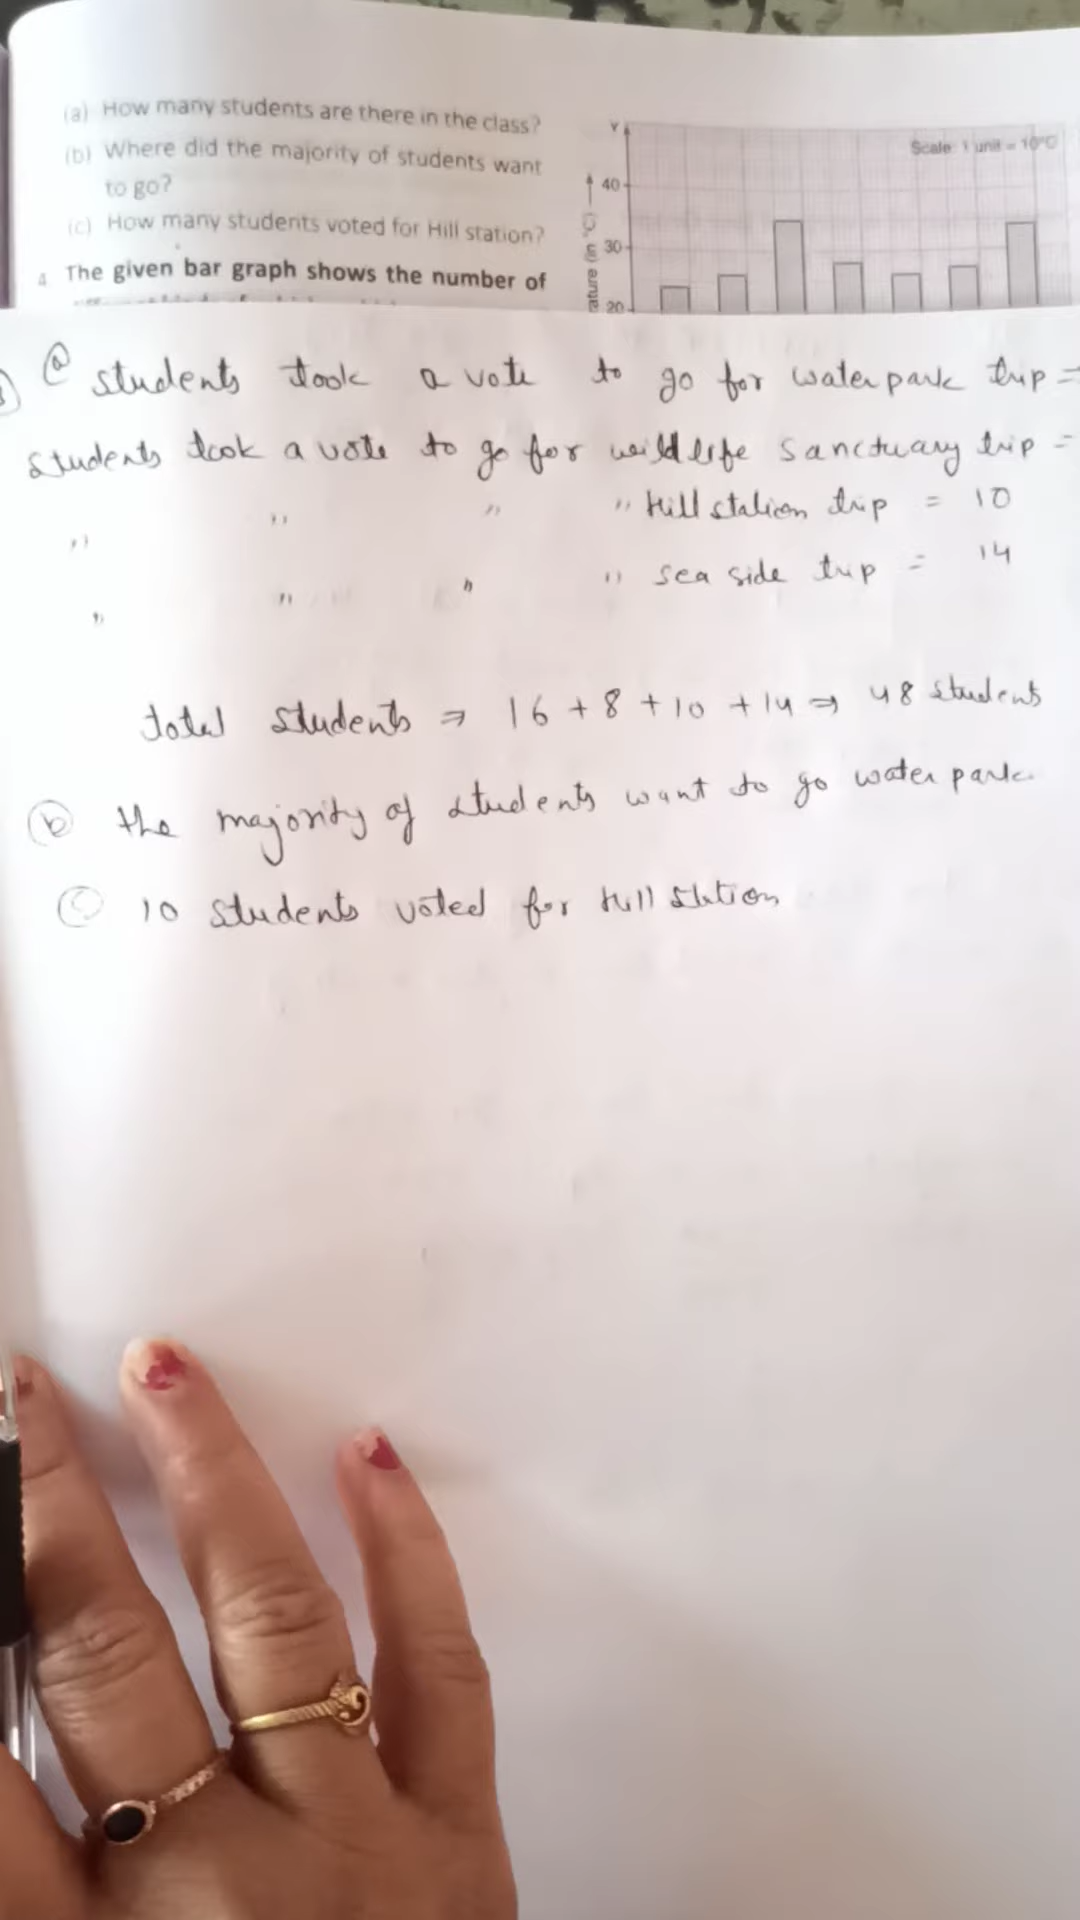 (a) How many students are there in the class?
(b) Where did the majority of students want
to go?
(c) How many students voted for Hill station?
4. The given bar graph shows the number of
Y
Scale: 1 unit = 10°C
40
30
20
ature (in °C)
(a) students took a vote to go for water park trip =
students took a vote to go for wildlife sanctuary trip =
" " " " Hill station trip = 10
" " " " sea side trip = 14
total students ⇒ 16 + 8 + 10 + 14 ⇒ 48 students
(b) the majority of students want to go water park.
(c) 10 students voted for Hill station